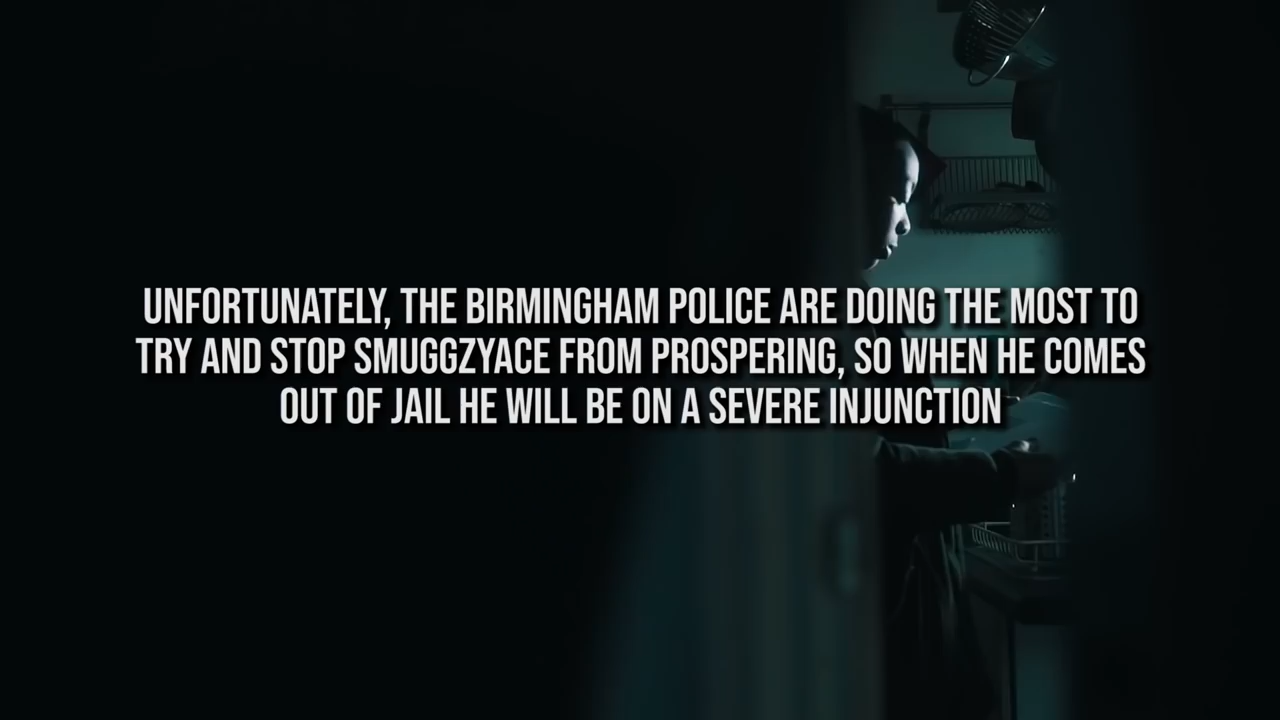 UNFORTUNATELY, THE BIRMINGHAM POLICE ARE DOING THE MOST TO
TRY AND STOP SMUGGZYACE FROM PROSPERING, SO WHEN HE COMES
OUT OF JAIL HE WILL BE ON A SEVERE INJUNCTION